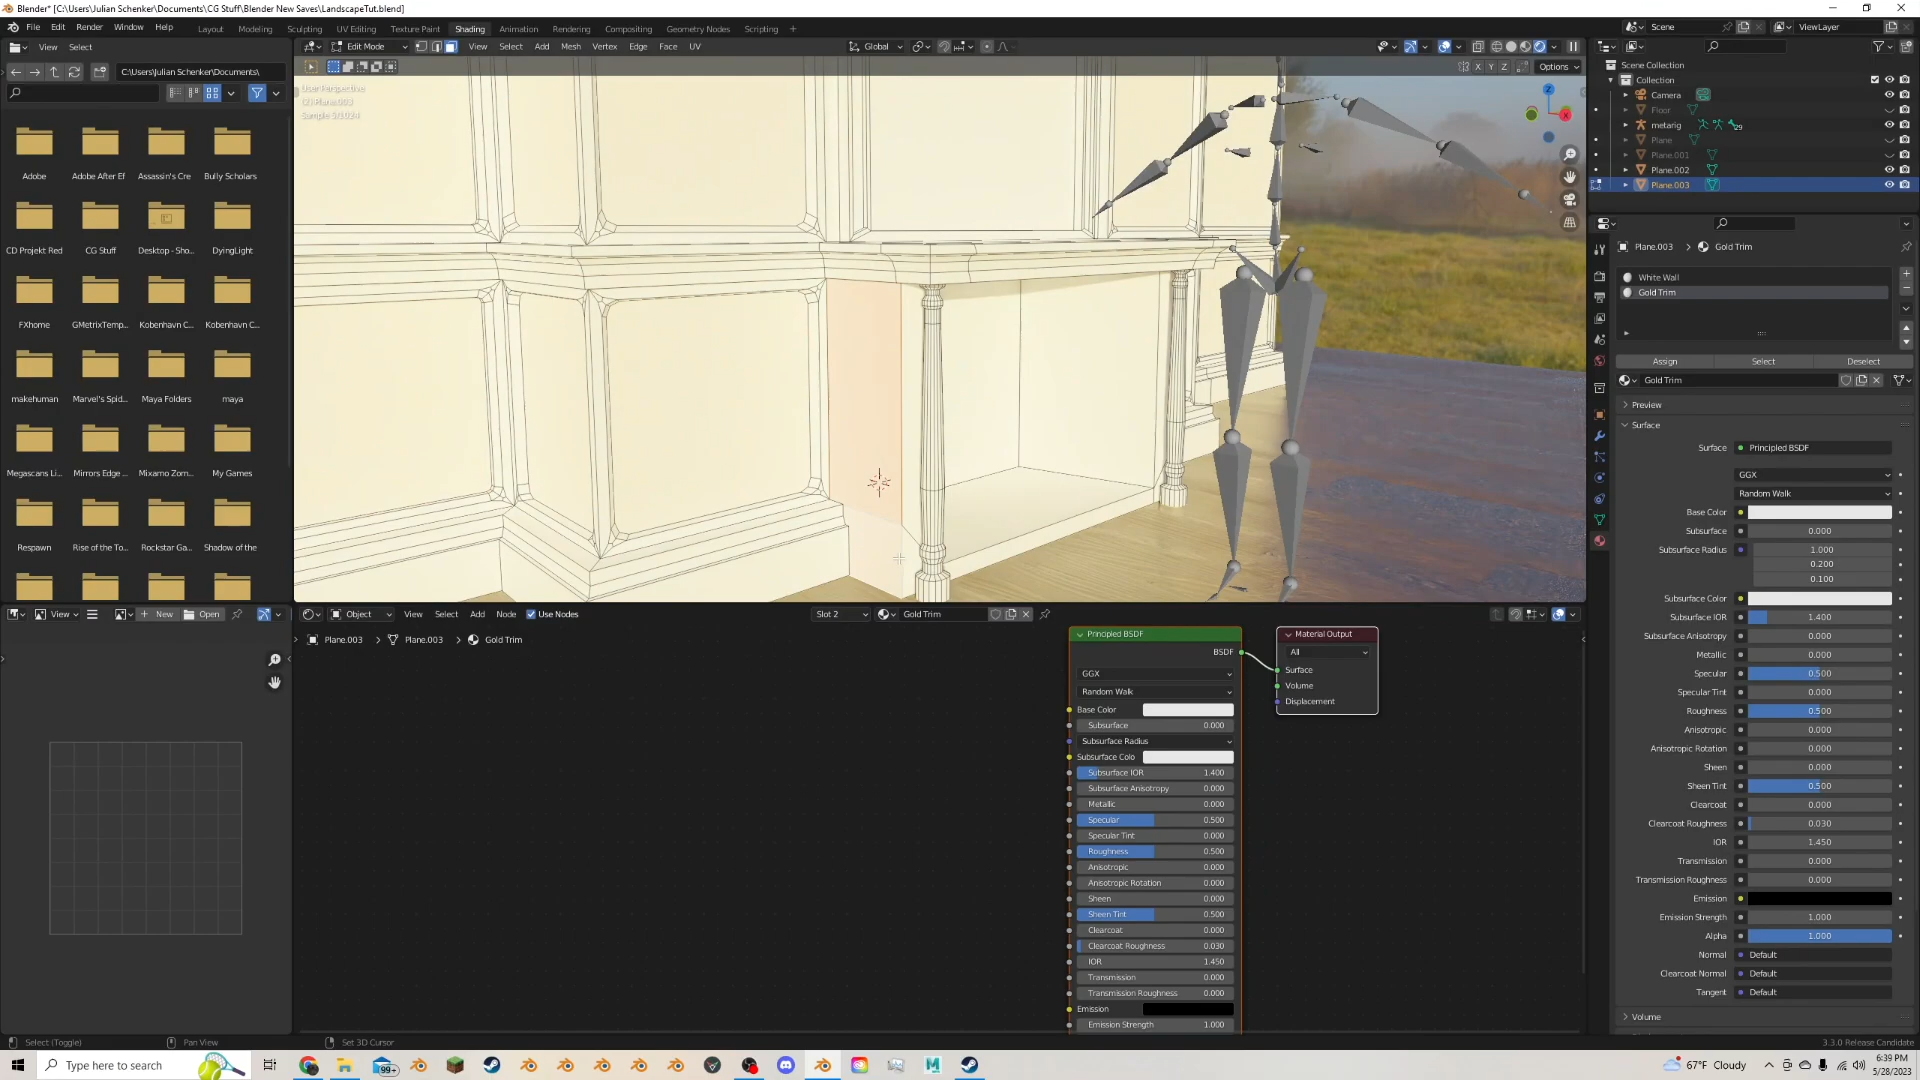 Blender* [C:\Users\Julian Schenker\Documents\CG Stuff\Blender New Saves\LandscapeTut.blend]
File Edit Render Window Help Layout Modeling Sculpting UV Editing Texture Paint Shading Animation Rendering Compositing Geometry Nodes Scripting + Scene ViewLayer
View Select Edit Mode View Select Add Mesh Vertex Edge Face UV Global
C:\Users\Julian Schenker\Documents\ X Y Z Options
User Perspective
(2) Plane.003
Sample 5/1024
Adobe Adobe After Ef Assassin's Cre Bully Scholars
CD Projekt Red CG Stuff Desktop - Sho... DyingLight
FXhome GMetrixTemp... Kobenhavn C... Kobenhavn C...
makehuman Marvel's Spid... Maya Folders maya
Megascans Li... Mirrors Edge ... Mixamo Zom... My Games
Respawn Rise of the To... Rockstar Ga... Shadow of the
Z
X
Scene Collection
Collection
Camera
Floor
metarig 29
Plane
Plane.001
Plane.002
Plane.003
Plane.003 > Gold Trim
White Wall
Gold Trim
Assign Select Deselect
Gold Trim
Preview
Surface
Surface Principled BSDF
GGX
Random Walk
Base Color
Subsurface 0.000
Subsurface Radius 1.000
0.200
0.100
Subsurface Color
Subsurface IOR 1.400
Subsurface Anisotropy 0.000
Metallic 0.000
Specular 0.500
Specular Tint 0.000
Roughness 0.500
Anisotropic 0.000
Anisotropic Rotation 0.000
Sheen 0.000
Sheen Tint 0.500
Clearcoat 0.000
Clearcoat Roughness 0.030
IOR 1.450
Transmission 0.000
Transmission Roughness 0.000
Emission
Emission Strength 1.000
Alpha 1.000
Normal Default
Clearcoat Normal Default
Tangent Default
Volume
View New Open Object View Select Add Node Use Nodes Slot 2 Gold Trim
Plane.003 > Plane.003 > Gold Trim
Principled BSDF
BSDF
GGX
Random Walk
Base Color
Subsurface 0.000
Subsurface Radius
Subsurface Colo
Subsurface IOR 1.400
Subsurface Anisotropy 0.000
Metallic 0.000
Specular 0.500
Specular Tint 0.000
Roughness 0.500
Anisotropic 0.000
Anisotropic Rotation 0.000
Sheen 0.000
Sheen Tint 0.500
Clearcoat 0.000
Clearcoat Roughness 0.030
IOR 1.450
Transmission 0.000
Transmission Roughness 0.000
Emission
Emission Strength 1.000
Material Output
All
Surface
Volume
Displacement
Select (Toggle) Pan View Set 3D Cursor 3.3.0 Release Candidate
Type here to search 99+ 67°F Cloudy 6:39 PM
5/28/2023